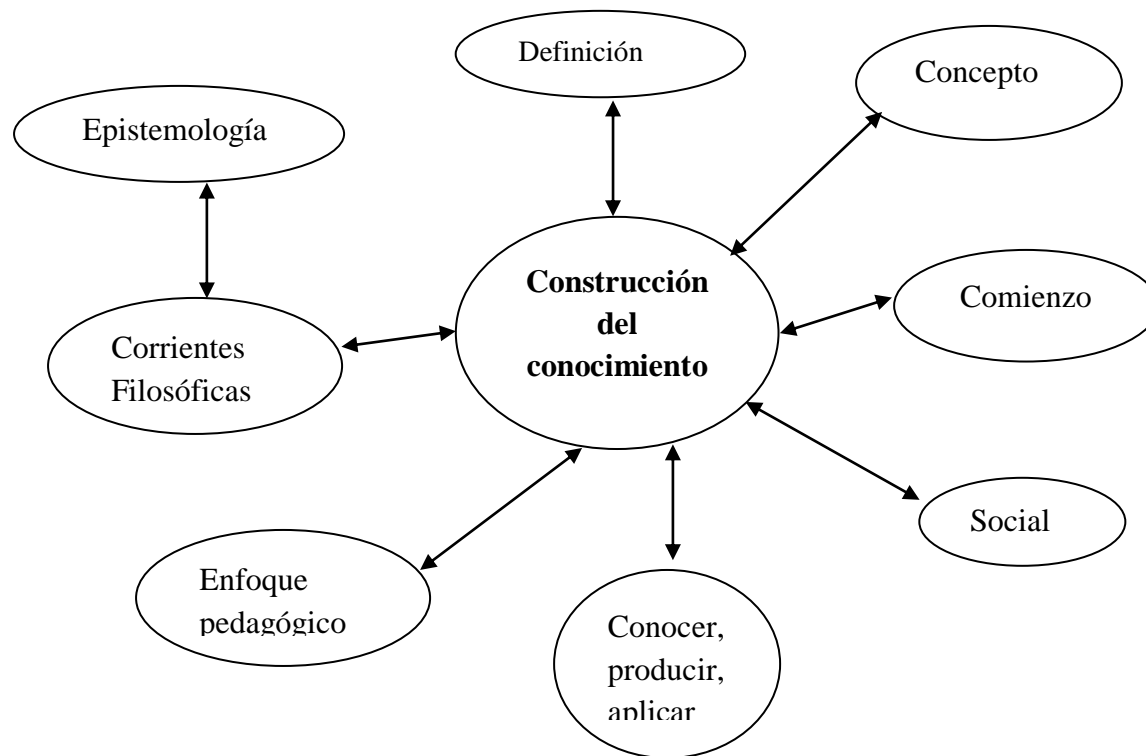 Definición
Concepto
Epistemología
Construcción
del
conocimiento
Comienzo
Corrientes
Filosóficas
Social
Enfoque
pedagógico
Conocer,
producir,
aplicar